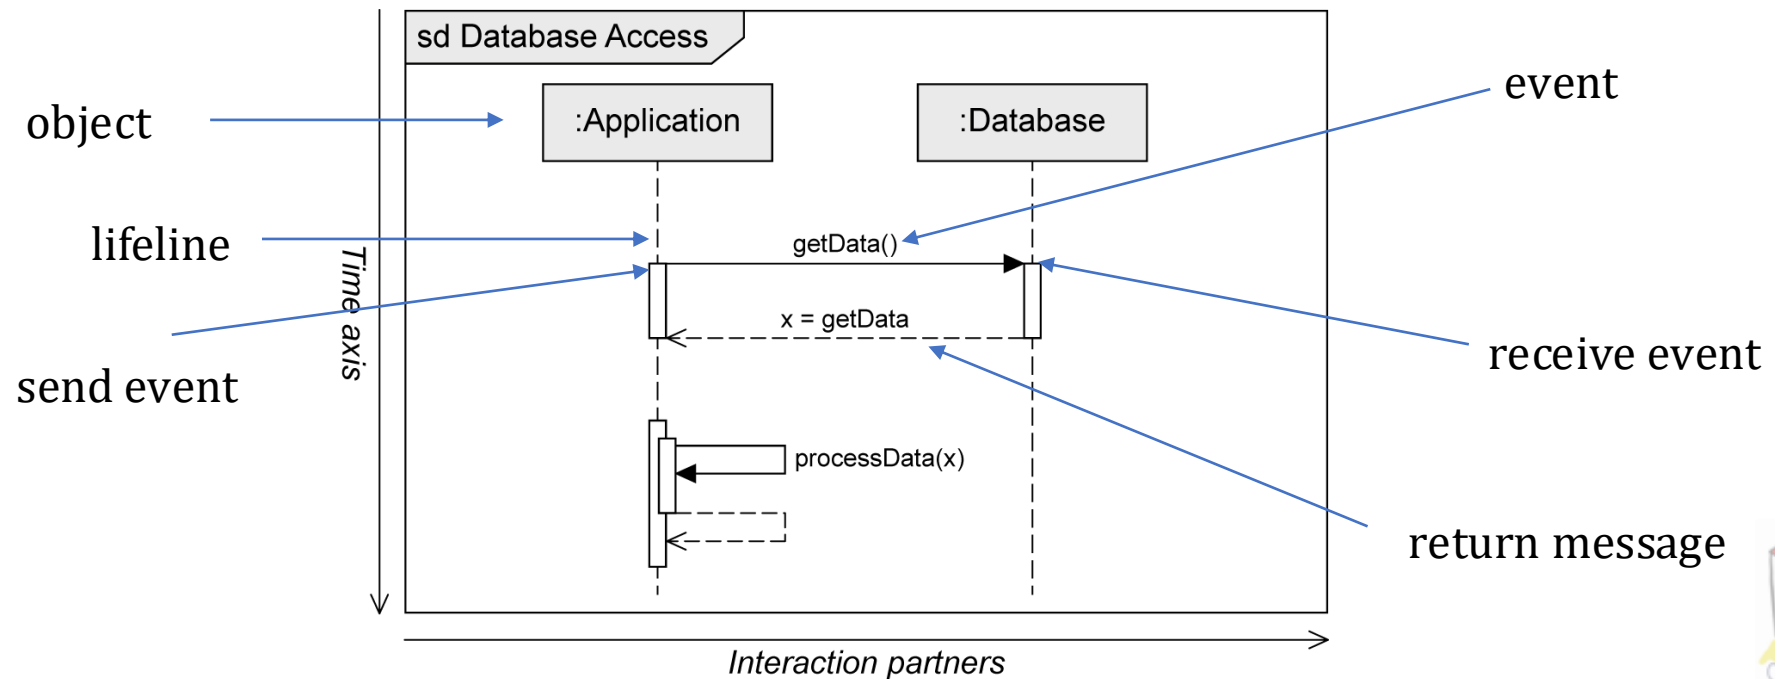 sd Database Access
event
object
:Application
:Database
lifeline
getData()
Time axis
x = getData
receive event
send event
processData(x)
return message
Interaction partners